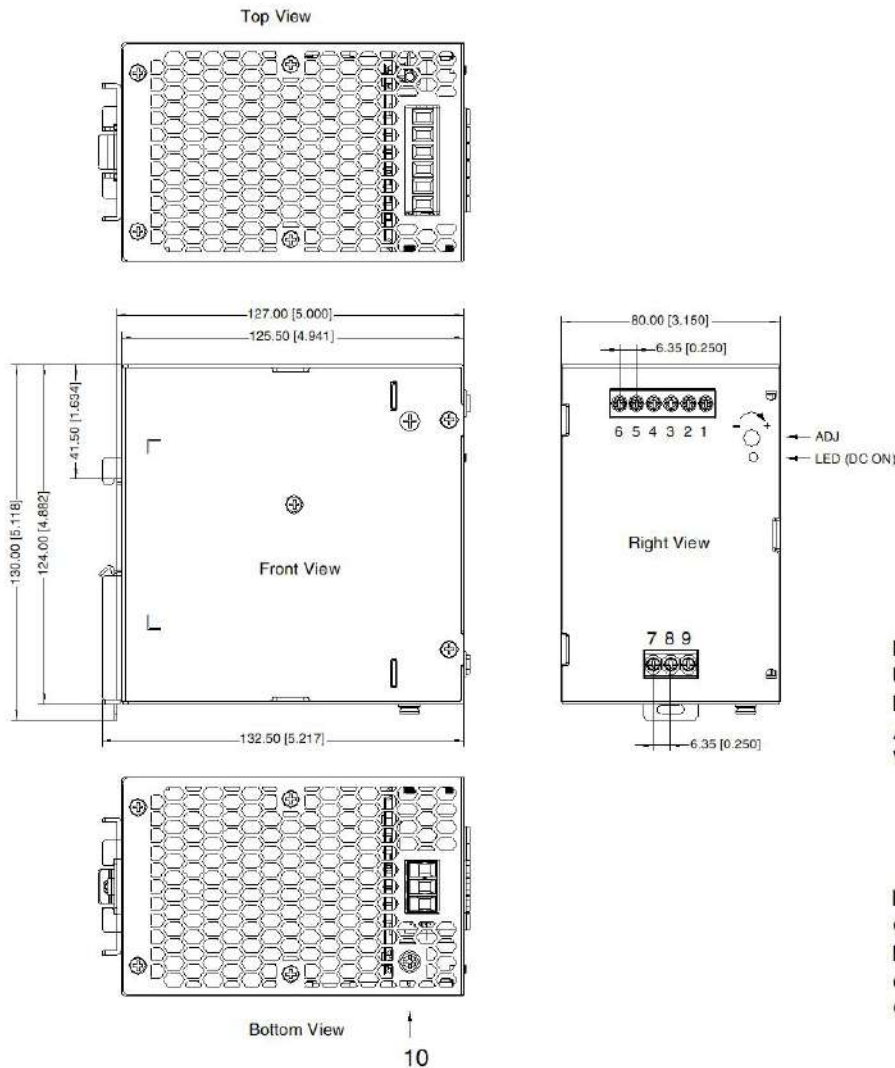 Top View
127.00 [5.000]
125.50 [4.941]
41.50 [1.634]
130.00 [5.118]
124.00 [4.882]
Front View
132.50 [5.217]
80.00 [3.150]
6.35 [0.250]
6 5 4 3 2 1
- +
ADJ
LED (DC ON)
Right View
7 8 9
6.35 [0.250]
Bottom View
10